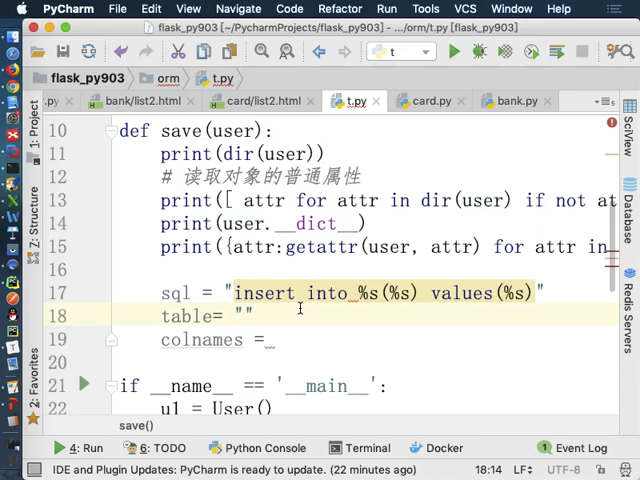 PyCharm File Edit View Navigate Code Refactor Run Tools VCS Window Help
flask_py903 [~/PycharmProjects/flask_py903] - .../orm/t.py [flask_py903]
t
flask_py903 orm t.py
.py bank/list2.html card/list2.html t.py card.py bank.py
10 def save(user):
11 print(dir(user))
12 # 读取对象的普通属性
13 print([ attr for attr in dir(user) if not at
14 print(user.__dict__)
15 print({attr:getattr(user, attr) for attr in
16
17 sql = "insert into %s(%s) values(%s)"
18 table= ""
19 colnames =
20
21 if __name__ == '__main__':
22 u1 = User()
save()
1: Project
7: Structure
2: Favorites
SciView
Database
Redis Explorer
4: Run 6: TODO Python Console Terminal Docker 1 Event Log
IDE and Plugin Updates: PyCharm is ready to update. (22 minutes ago) 18:14 LF UTF-8